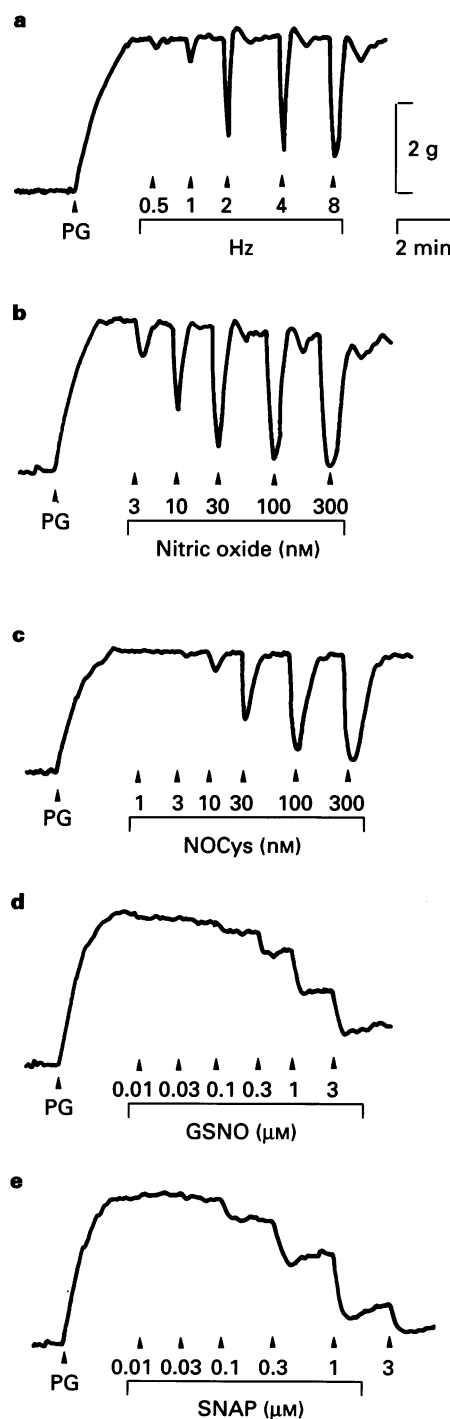 a
2 g
0.5 1 2 4 8
PG
Hz
2 min
b
PG
3 10 30 100 300
Nitric oxide (nM)
c
PG
1 3 10 30 100 300
NOCys (nM)
d
PG
0.01 0.03 0.1 0.3 1 3
GSNO (μM)
e
PG
0.01 0.03 0.1 0.3 1 3
SNAP (μM)